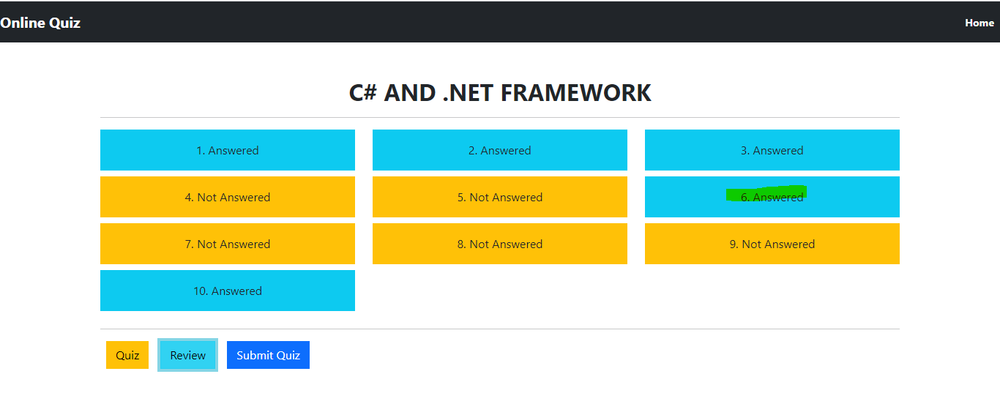 Online Quiz
Home
C# AND .NET FRAMEWORK
1. Answered
2. Answered
3. Answered
4. Not Answered
5. Not Answered
6. Answered
7. Not Answered
8. Not Answered
9. Not Answered
10. Answered
Quiz
Review
Submit Quiz